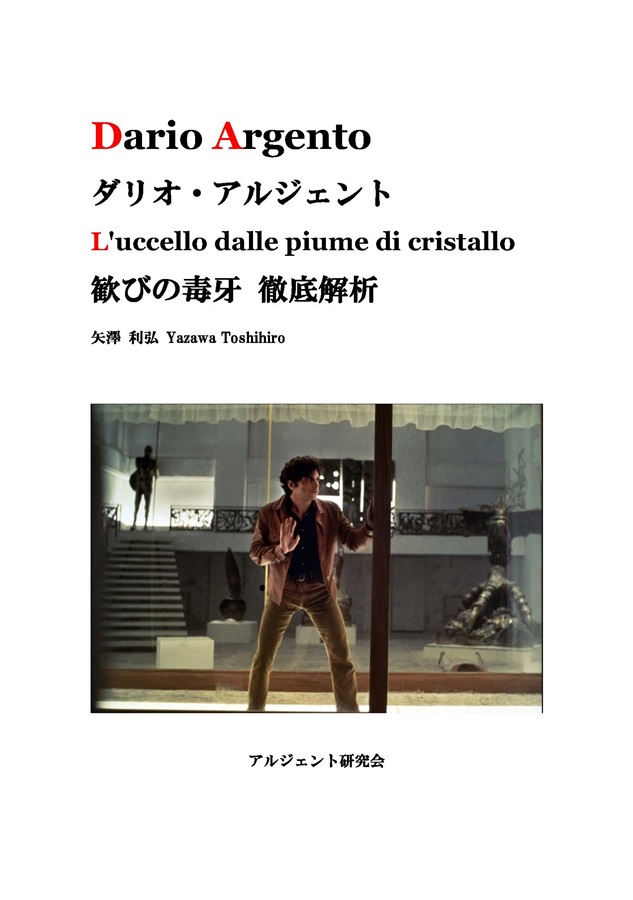 Dario Argento
ダリオ・アルジェント
L'uccello dalle piume di cristallo
歓びの毒牙 徹底解析
矢澤 利弘 Yazawa Toshihiro
アルジェント研究会